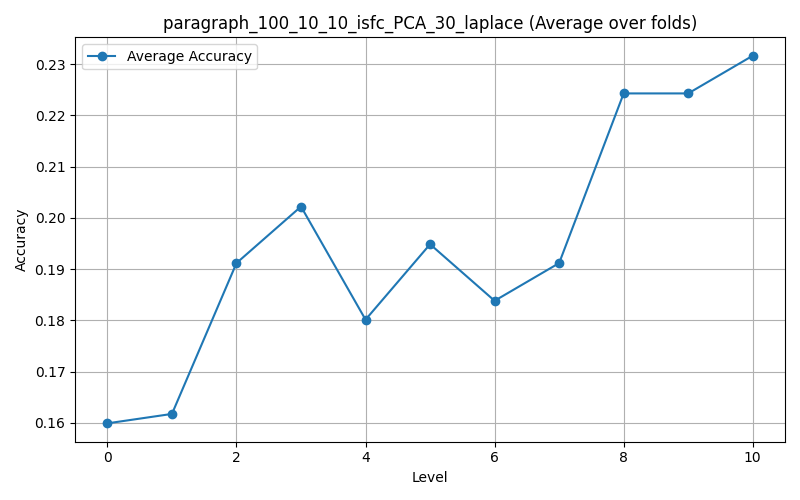 paragraph_100_10_10_isfc_PCA_30_laplace (Average over folds)
Average Accuracy
0.23
0.22
0.21
0.20
0.19
0.18
0.17
0.16
Accuracy
0 2 4 6 8 10
Level